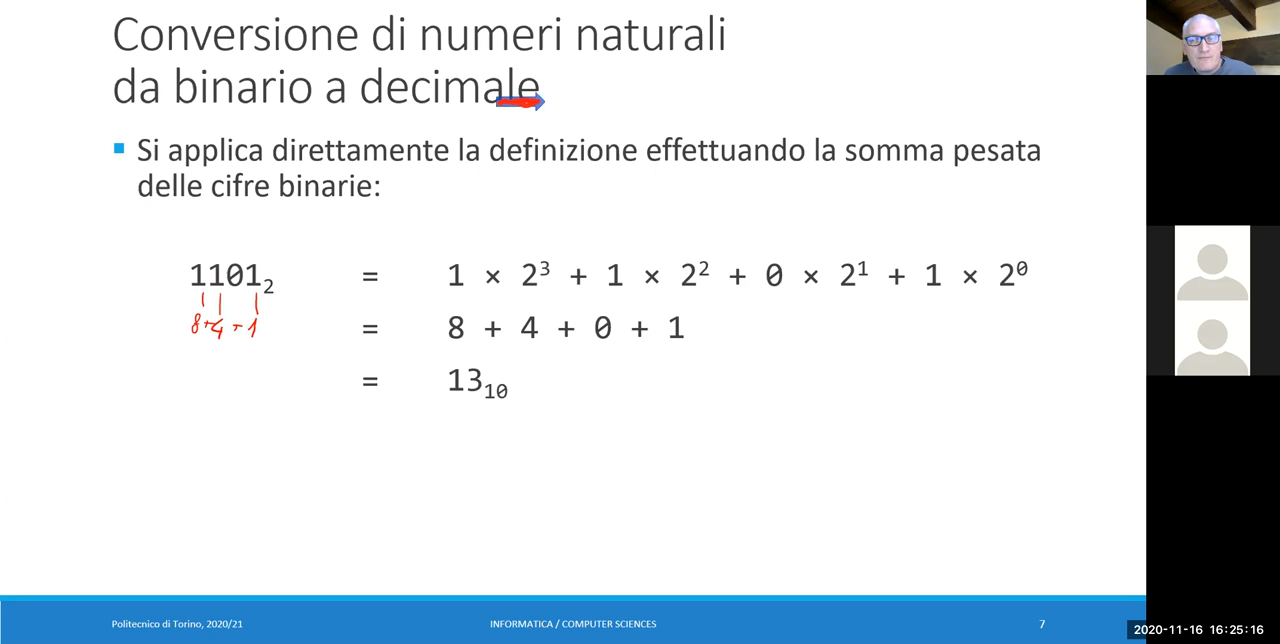 Conversione di numeri naturali
da binario a decimale
Si applica direttamente la definizione effettuando la somma pesata
delle cifre binarie:
1101₂ = 1 × 2³ + 1 × 2² + 0 × 2¹ + 1 × 2⁰
8+4+1 = 8 + 4 + 0 + 1
= 13₁₀
Politecnico di Torino, 2020/21 INFORMATICA / COMPUTER SCIENCES 7
2020-11-16 16:25:16